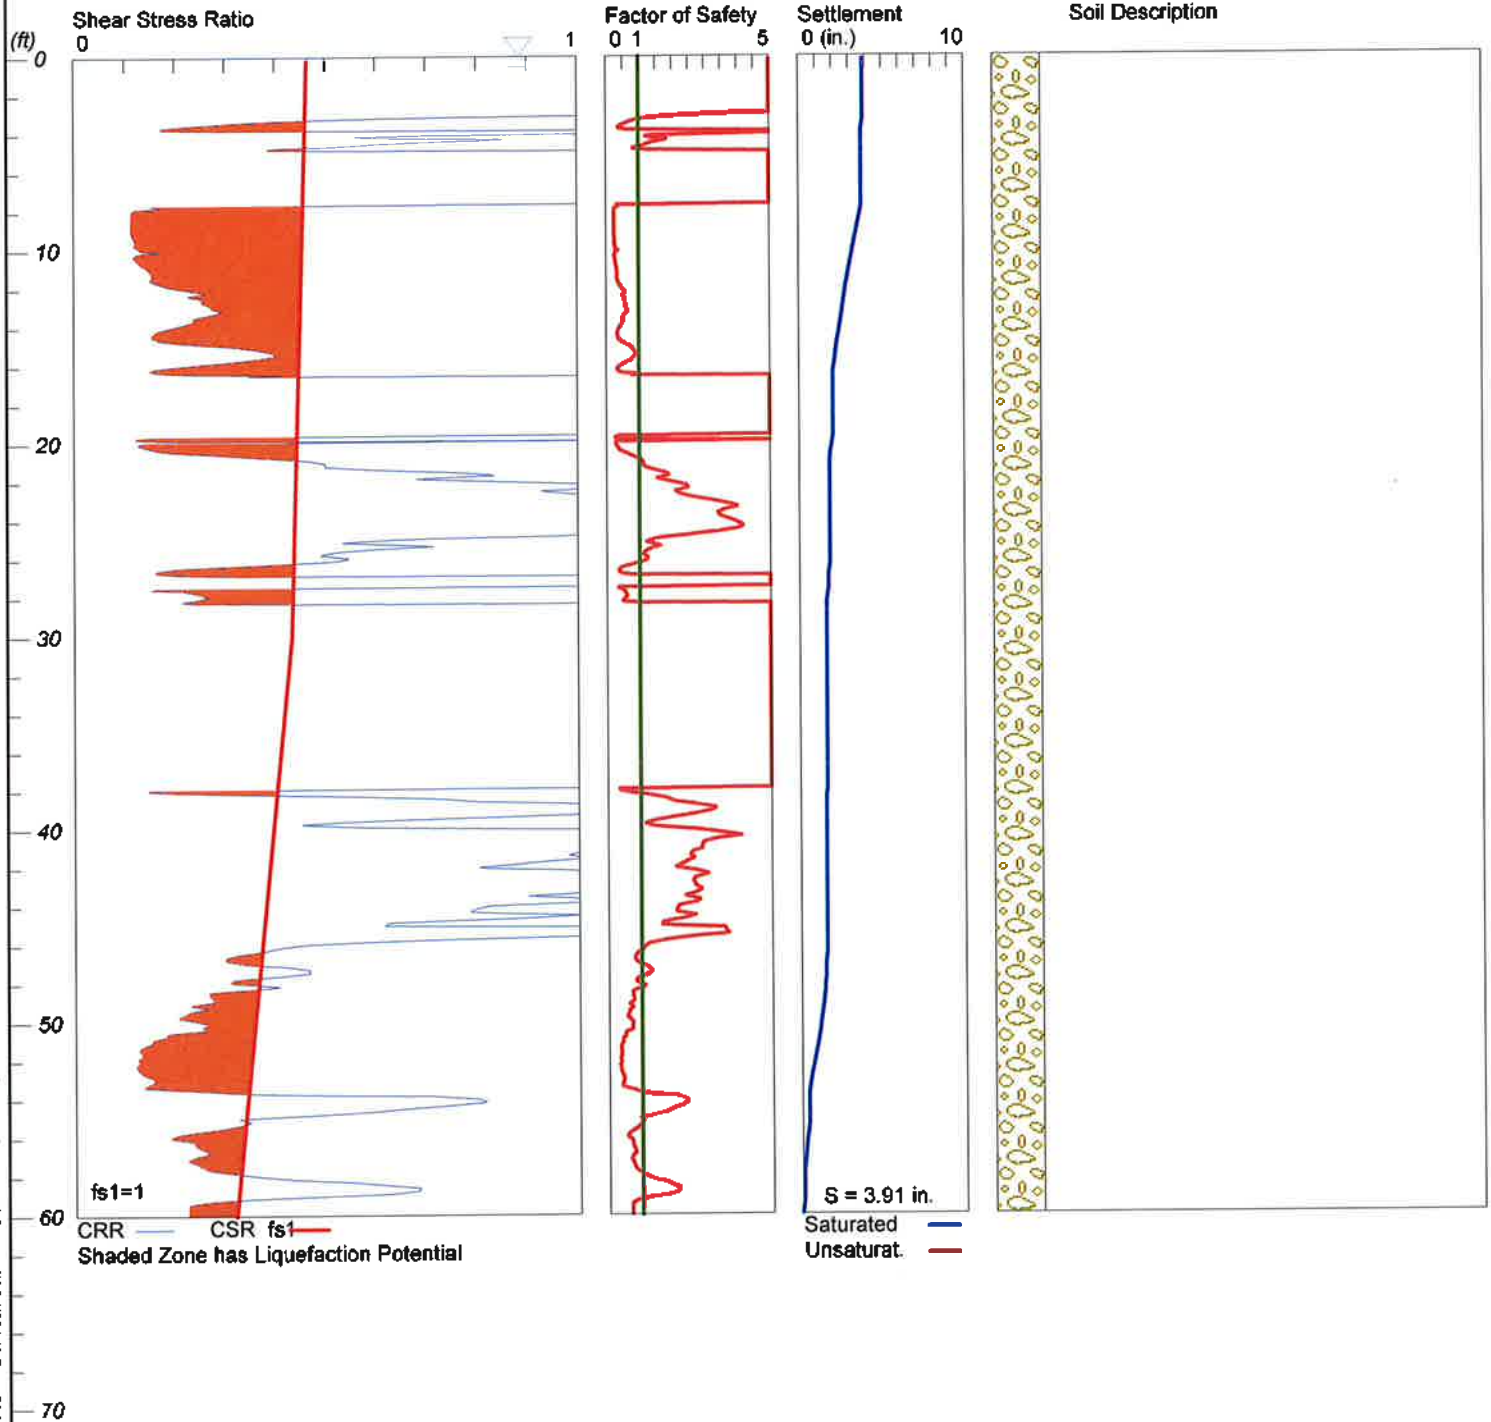 Shear Stress Ratio
Factor of Safety
Settlement
Soil Description
(ft)
0 1
0 1 5
0 (in.) 10
0
10
20
30
40
50
60
70
fs1=1
S = 3.91 in.
CRR CSR fs1
Shaded Zone has Liquefaction Potential
Saturated
Unsaturat.